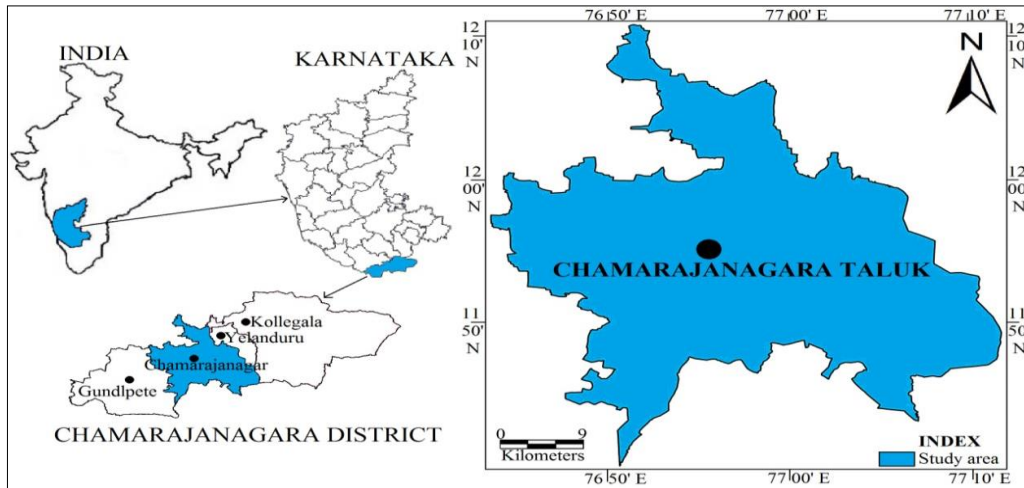 INDIA
KARNATAKA
Kollegala
Yelanduru
Chamarajanagar
Gundlpete
CHAMARAJANAGARA DISTRICT
76 50' E
77 00' E
77 10' E
12
10'
N
12
10'
N
N
12
00'
N
12
00'
N
CHAMARAJANAGARA TALUK
11
50'
N
11
50'
N
0 9
Kilometers
INDEX
Study area
76 50' E
77 00' E
77 10' E